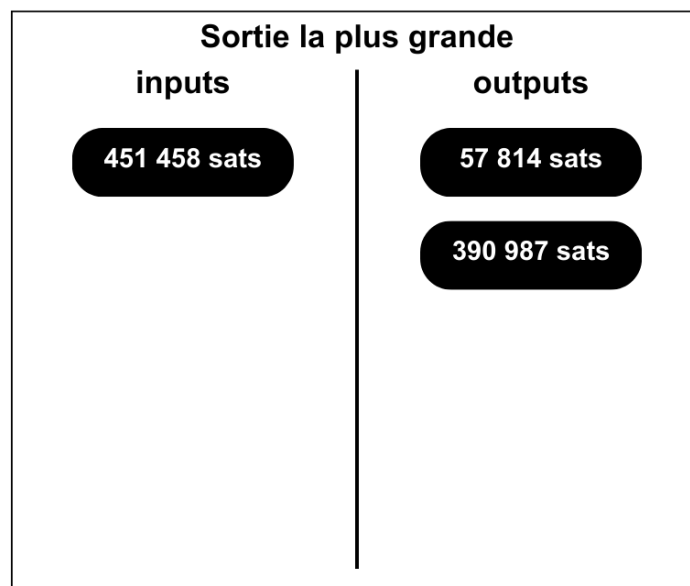 Sortie la plus grande
inputs
outputs
451 458 sats
57 814 sats
390 987 sats